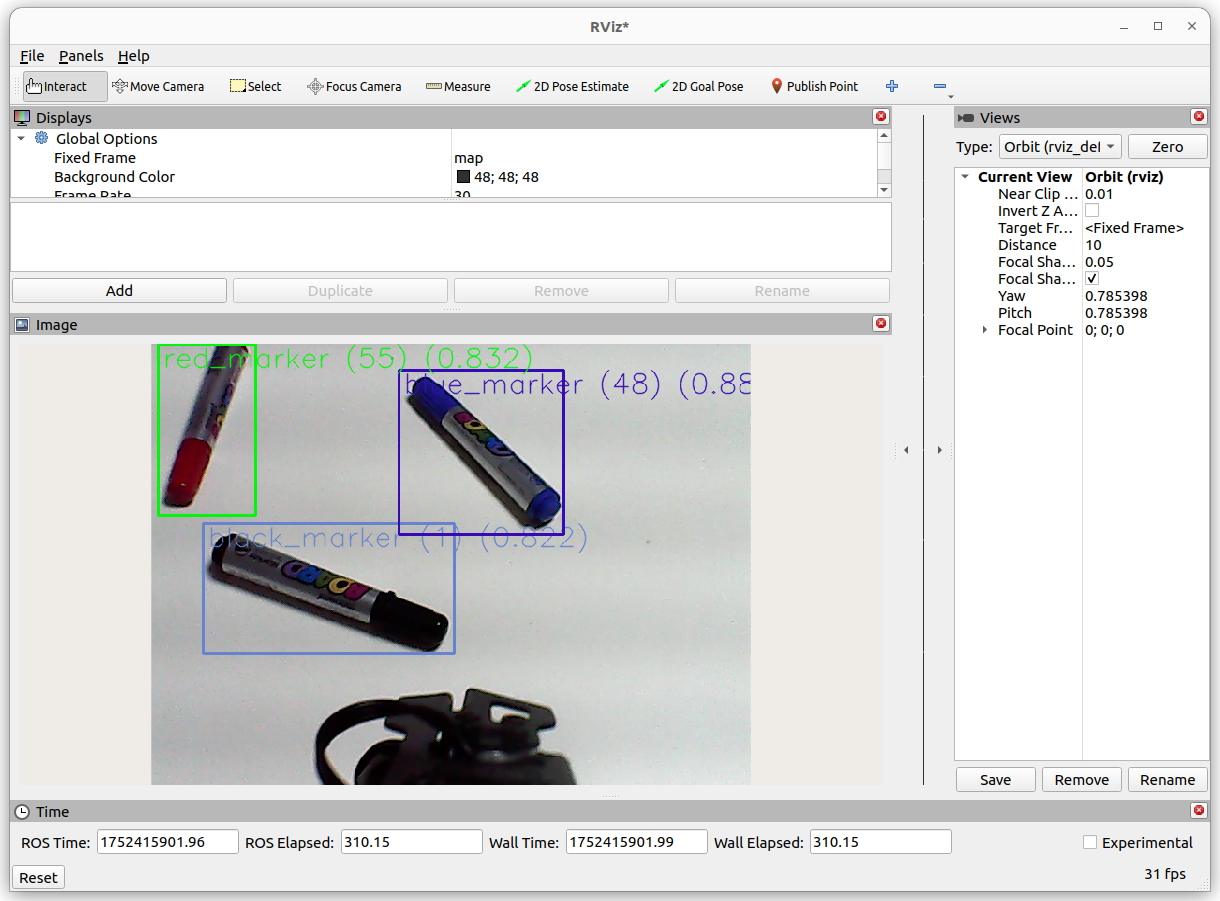 RViz*
File Panels Help
Interact Move Camera Select Focus Camera Measure 2D Pose Estimate 2D Goal Pose Publish Point
Displays
Global Options
Fixed Frame map
Background Color 48; 48; 48
Frame Rate 30
Add Duplicate Remove Rename
Image
red_marker (55) (0.832)
blue_marker (48) (0.88
black_marker (1) (0.822)
BOARD
Views
Type: Orbit (rviz_def Zero
Current View Orbit (rviz)
Near Clip ... 0.01
Invert Z A...
Target Fr... <Fixed Frame>
Distance 10
Focal Sha... 0.05
Focal Sha...
Yaw 0.785398
Pitch 0.785398
Focal Point 0; 0; 0
Save Remove Rename
Time
ROS Time: 1752415901.96 ROS Elapsed: 310.15 Wall Time: 1752415901.99 Wall Elapsed: 310.15 Experimental
Reset 31 fps